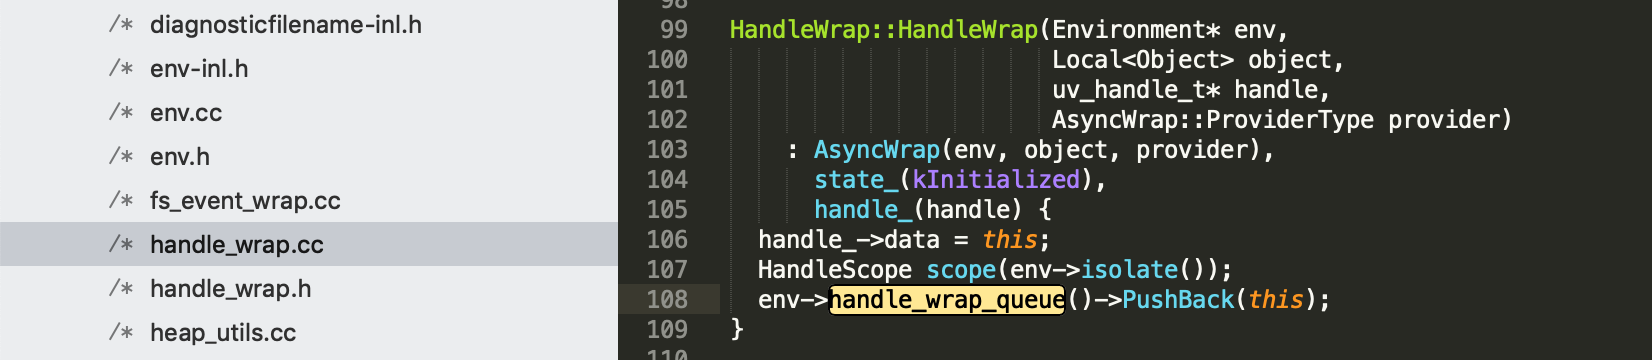 /* diagnosticfilename-inl.h
/* env-inl.h
/* env.cc
/* env.h
/* fs_event_wrap.cc
/* handle_wrap.cc
/* handle_wrap.h
/* heap_utils.cc
98
99 HandleWrap::HandleWrap(Environment* env,
100 Local<Object> object,
101 uv_handle_t* handle,
102 AsyncWrap::ProviderType provider)
103 : AsyncWrap(env, object, provider),
104 state_(kInitialized),
105 handle_(handle) {
106 handle_->data = this;
107 HandleScope scope(env->isolate());
108 env->handle_wrap_queue()->PushBack(this);
109 }
110